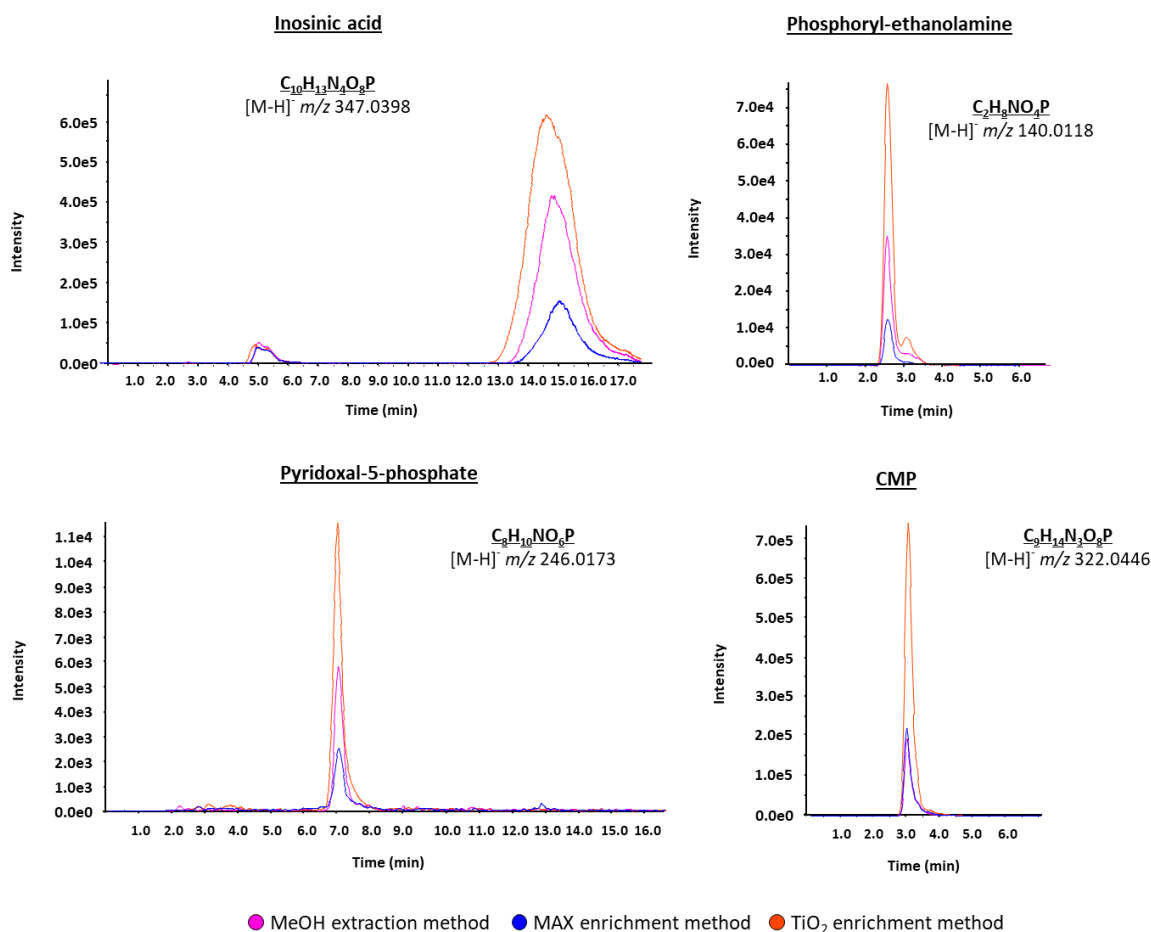 Inosinic acid
C₁₀H₁₃N₄O₈P
[M-H]⁻ m/z 347.0398
6.0e5
5.0e5
4.0e5
3.0e5
2.0e5
1.0e5
0.0e0
Intensity
1.0 2.0 3.0 4.0 5.0 6.0 7.0 8.0 9.0 10.0 11.0 12.0 13.0 14.0 15.0 16.0 17.0
Time (min)
Phosphoryl-ethanolamine
C₂H₈NO₄P
[M-H]⁻ m/z 140.0118
7.0e4
6.0e4
5.0e4
4.0e4
3.0e4
2.0e4
1.0e4
0.0e0
Intensity
1.0 2.0 3.0 4.0 5.0 6.0
Time (min)
Pyridoxal-5-phosphate
C₈H₁₀NO₆P
[M-H]⁻ m/z 246.0173
1.1e4
1.0e4
9.0e3
8.0e3
7.0e3
6.0e3
5.0e3
4.0e3
3.0e3
2.0e3
1.0e3
0.0e0
Intensity
1.0 2.0 3.0 4.0 5.0 6.0 7.0 8.0 9.0 10.0 11.0 12.0 13.0 14.0 15.0 16.0
Time (min)
CMP
C₉H₁₄N₃O₈P
[M-H]⁻ m/z 322.0446
7.0e5
6.0e5
5.0e5
4.0e5
3.0e5
2.0e5
1.0e5
0.0e0
Intensity
1.0 2.0 3.0 4.0 5.0 6.0
Time (min)
MeOH extraction method MAX enrichment method TiO₂ enrichment method